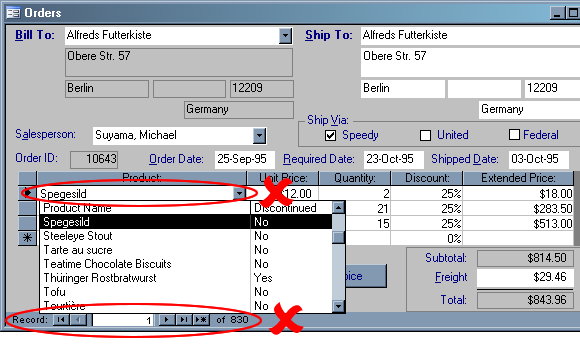 Orders
Bill To: Alfreds Futterkiste Ship To: Alfreds Futterkiste
Obere Str. 57 Obere Str. 57
Berlin 12209 Berlin 12209
Germany Germany
Ship Via:
Salesperson: Suyama, Michael Speedy United Federal
Order ID: 10643 Order Date: 25-Sep-95 Required Date: 23-Oct-95 Shipped Date: 03-Oct-95
Product: Unit Price: Quantity: Discount: Extended Price:
Spegesild $12.00 2 25% $18.00
Product Name Discontinued 21 25% $283.50
Spegesild No 15 25% $513.00
Steeleye Stout No 0%
Tarte au sucre No
Teatime Chocolate Biscuits No Subtotal: $814.50
Thüringer Rostbratwurst Yes Freight $29.46
Tofu No
Tourtière No Total: $843.96
Record: 1 of 830